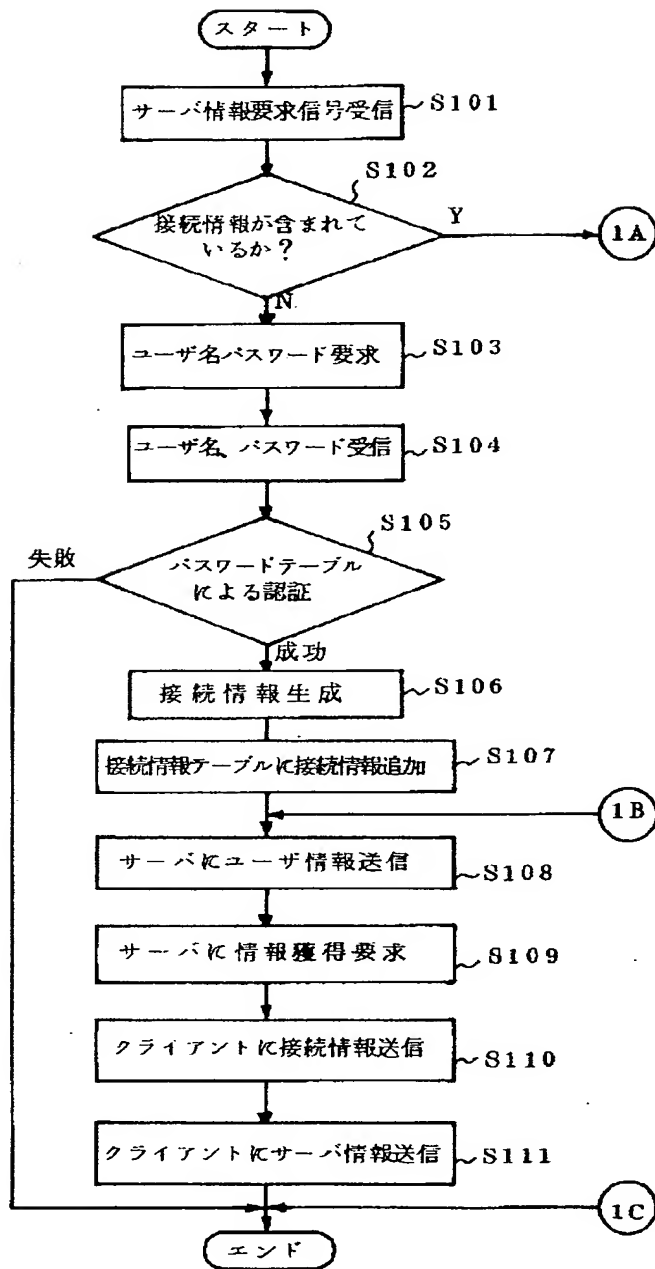 スタート
サーバ情報要求信号受信
S101
S102
接続情報が含まれて
いるか？
Y
1A
N
ユーザ名パスワード要求
S103
ユーザ名、パスワード受信
S104
S105
失敗
パスワードテーブル
による認証
成功
接続情報生成
S106
接続情報テーブルに接続情報追加
S107
1B
サーバにユーザ情報送信
S108
サーバに情報獲得要求
S109
クライアントに接続情報送信
S110
クライアントにサーバ情報送信
S111
1C
エンド